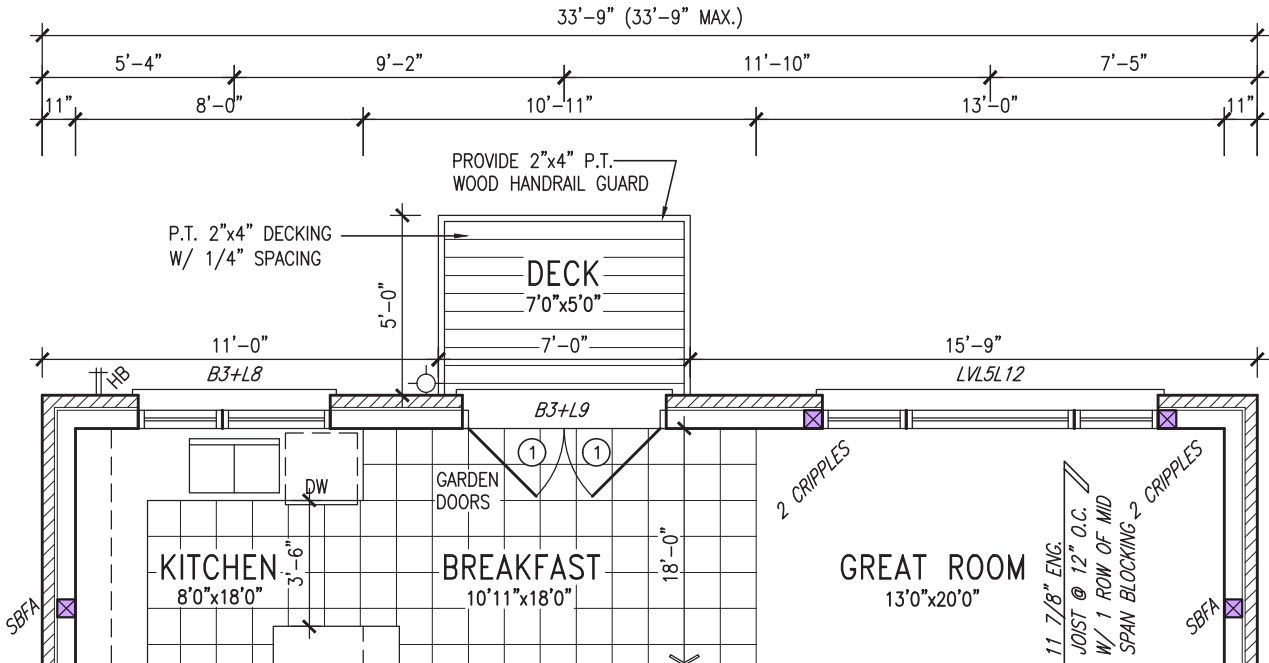 33'-9" (33'-9" MAX.)
5'-4" 9'-2" 11'-10" 7'-5"
11" 8'-0" 10'-11" 13'-0" 11"
PROVIDE 2"x4" P.T.
WOOD HANDRAIL GUARD
P.T. 2"x4" DECKING
W/ 1/4" SPACING
DECK
7'0"x5'0"
5'-0"
11'-0" 7'-0" 15'-9"
HB
B3+L8
B3+L9
LVL5L12
1 1
GARDEN
DOORS
DW
2 CRIPPLES
2 CRIPPLES
KITCHEN
8'0"x18'0"
3'-6"
BREAKFAST
10'11"x18'0"
18'-0"
GREAT ROOM
13'0"x20'0"
11 7/8" ENG.
JOIST @ 12" O.C.
W/ 1 ROW OF MID
SPAN BLOCKING
SBFA
SBFA